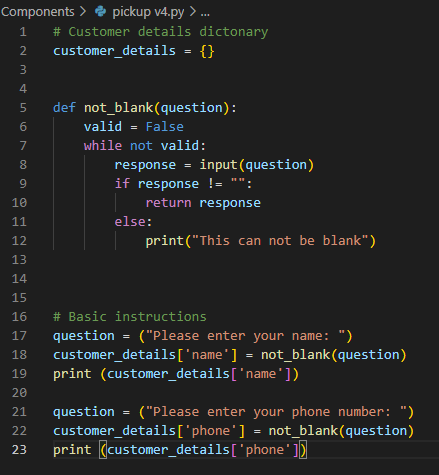 Components > pickup v4.py > ...
1 # Customer details dictonary
2 customer_details = {}
3
4
5 def not_blank(question):
6     valid = False
7     while not valid:
8         response = input(question)
9         if response != "":
10             return response
11         else:
12             print("This can not be blank")
13
14
15
16 # Basic instructions
17 question = ("Please enter your name: ")
18 customer_details['name'] = not_blank(question)
19 print (customer_details['name'])
20
21 question = ("Please enter your phone number: ")
22 customer_details['phone'] = not_blank(question)
23 print (customer_details['phone'])